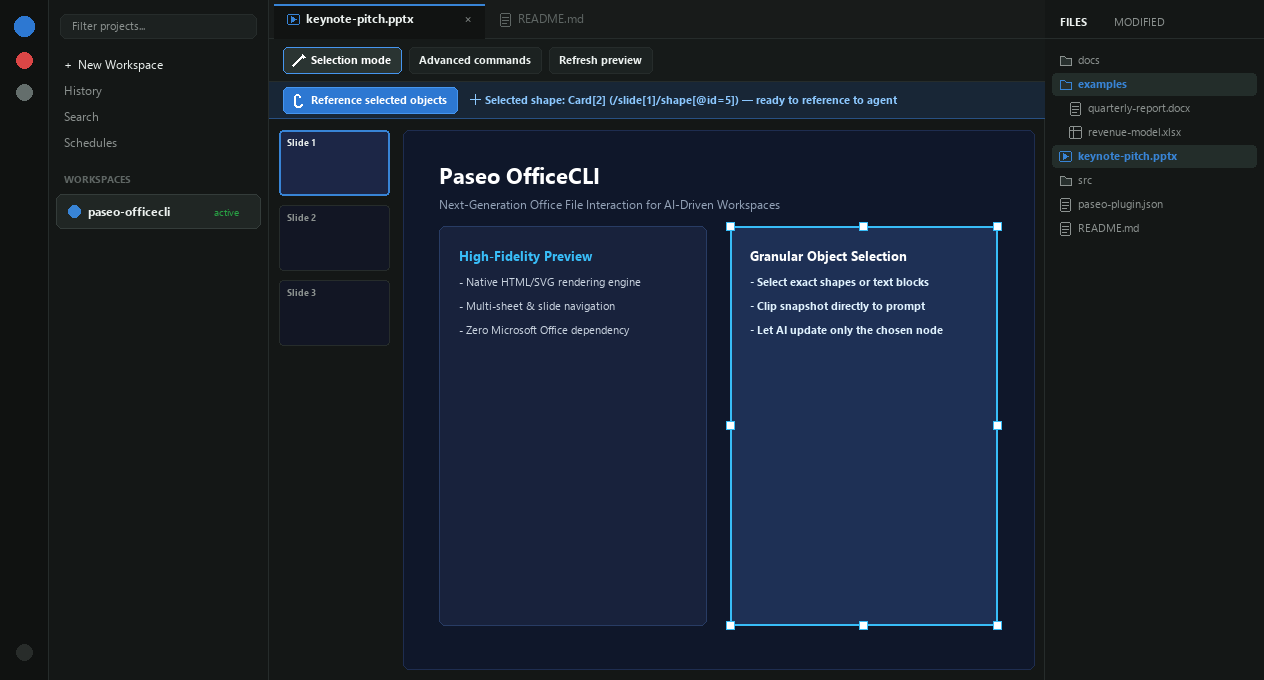 Filter projects...
+ New Workspace
History
Search
Schedules
WORKSPACES
paseo-officecli active
keynote-pitch.pptx ×
README.md
Selection mode
Advanced commands
Refresh preview
Reference selected objects
Selected shape: Card[2] (/slide[1]/shape[@id=5]) — ready to reference to agent
Slide 1
Slide 2
Slide 3
Paseo OfficeCLI
Next-Generation Office File Interaction for AI-Driven Workspaces
High-Fidelity Preview
- Native HTML/SVG rendering engine
- Multi-sheet & slide navigation
- Zero Microsoft Office dependency
Granular Object Selection
- Select exact shapes or text blocks
- Clip snapshot directly to prompt
- Let AI update only the chosen node
FILES MODIFIED
docs
examples
quarterly-report.docx
revenue-model.xlsx
keynote-pitch.pptx
src
paseo-plugin.json
README.md